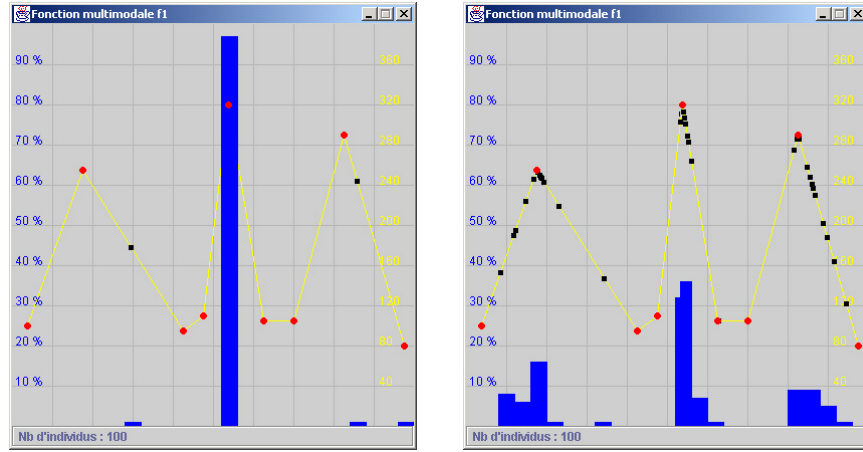 Fonction multimodale f1
90 % 360
80 % 320
70 % 280
60 % 240
50 % 200
40 % 160
30 % 120
20 % 80
10 % 40
Nb d'individus : 100
Fonction multimodale f1
90 % 360
80 % 320
70 % 280
60 % 240
50 % 200
40 % 160
30 % 120
20 % 80
10 % 40
Nb d'individus : 100